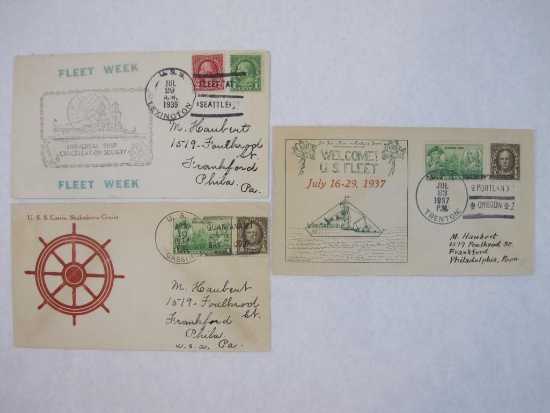 FLEET WEEK
U. S. S.
JUL
29
A.M.
1935
LEXINGTON
FLEET AT
SEATTLE
UNIVERSAL SHIP
CANCELLATION SOCIETY
FLEET WEEK
M. Haubert
1519-Foulkrod
St.
Frankford
Phila. Pa.
U. S. S. Cassin, Shakedown Cruise
U. S. S.
CASSIN
M. Haubert
1519-Foulkrod
St.
Frankford
Phila
U.S.A. Pa.
WELCOME!
U. S. FLEET
July 16-29, 1937
JUL
23
1937
P.M.
TRENTON
PORTLAND
OREGON
M. Haubert
1519 Foulkrod St.
Frankford
Philadelphia, Penn.